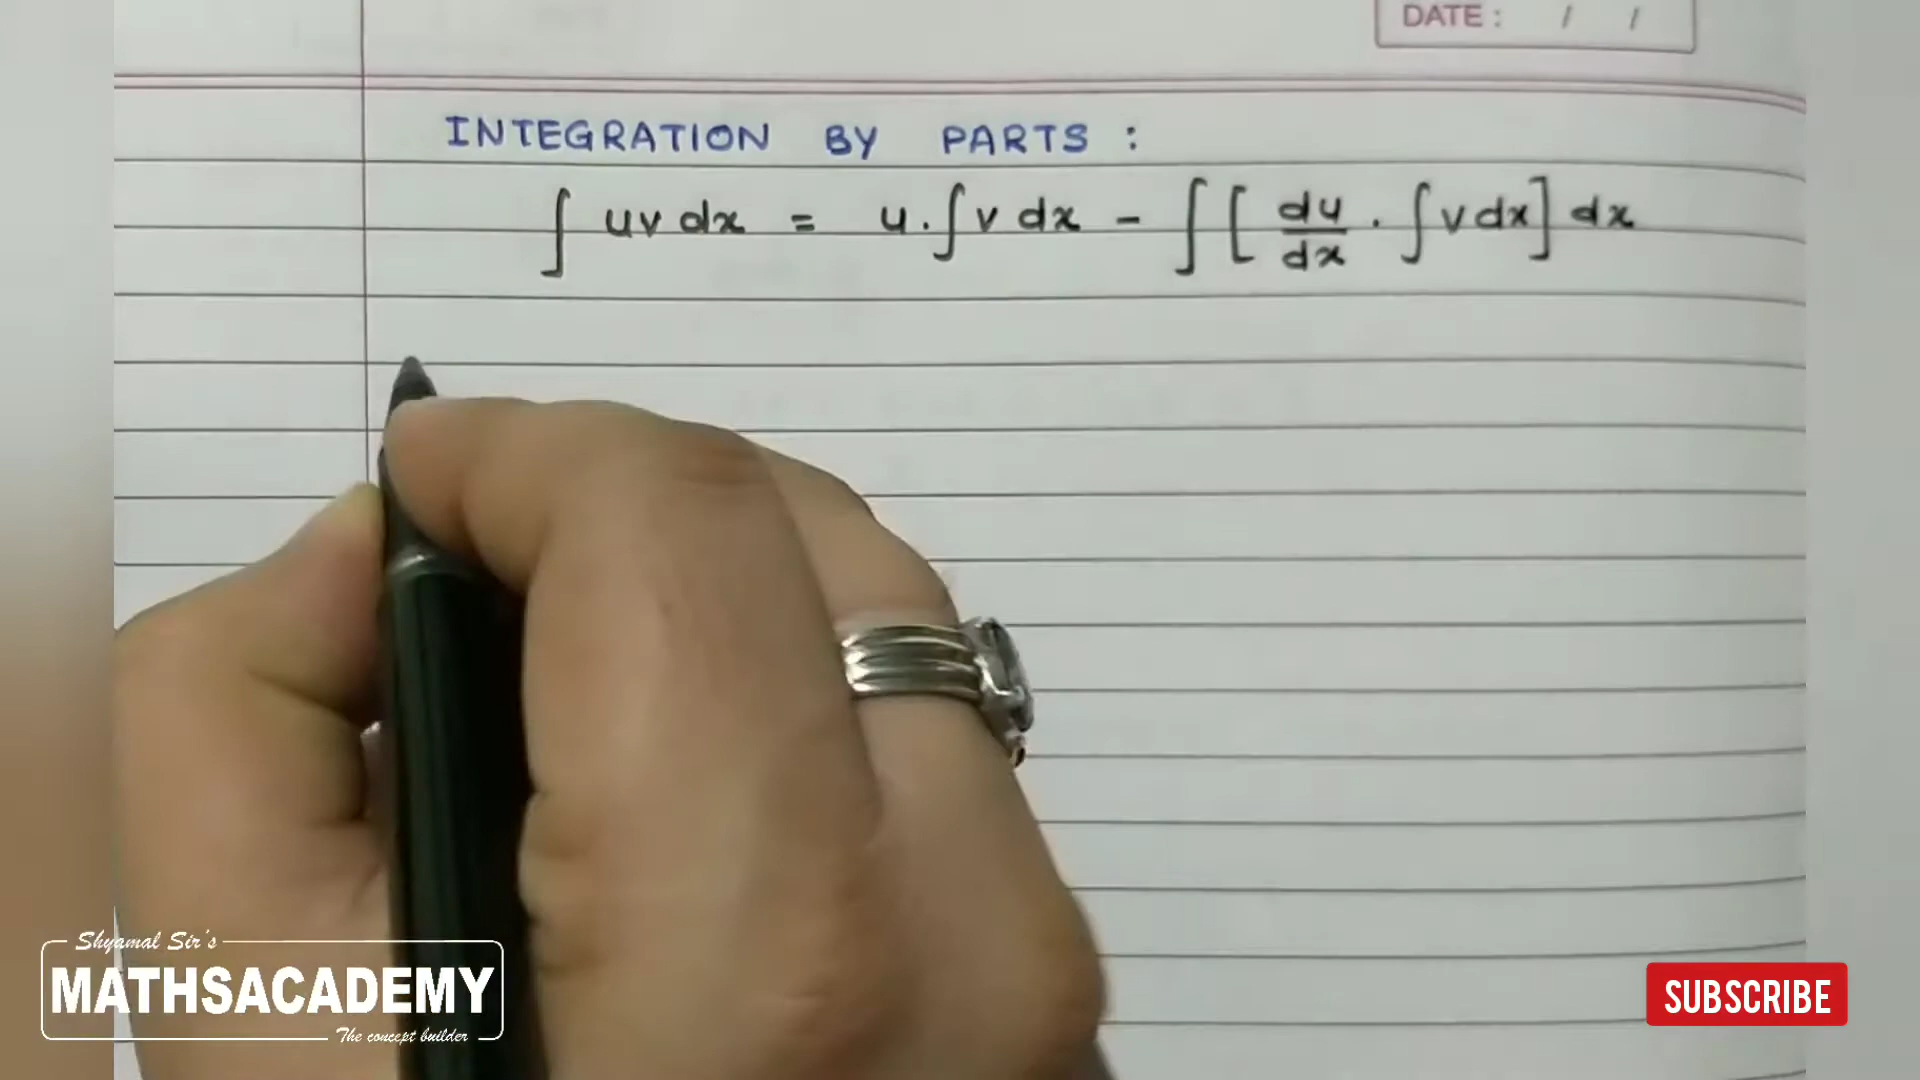 DATE : / /
INTEGRATION BY PARTS :
∫ uv dx = u . ∫ v dx - ∫ [ du/dx . ∫ v dx ] dx
Shyamal Sir's
MATHSACADEMY
The concept builder
SUBSCRIBE